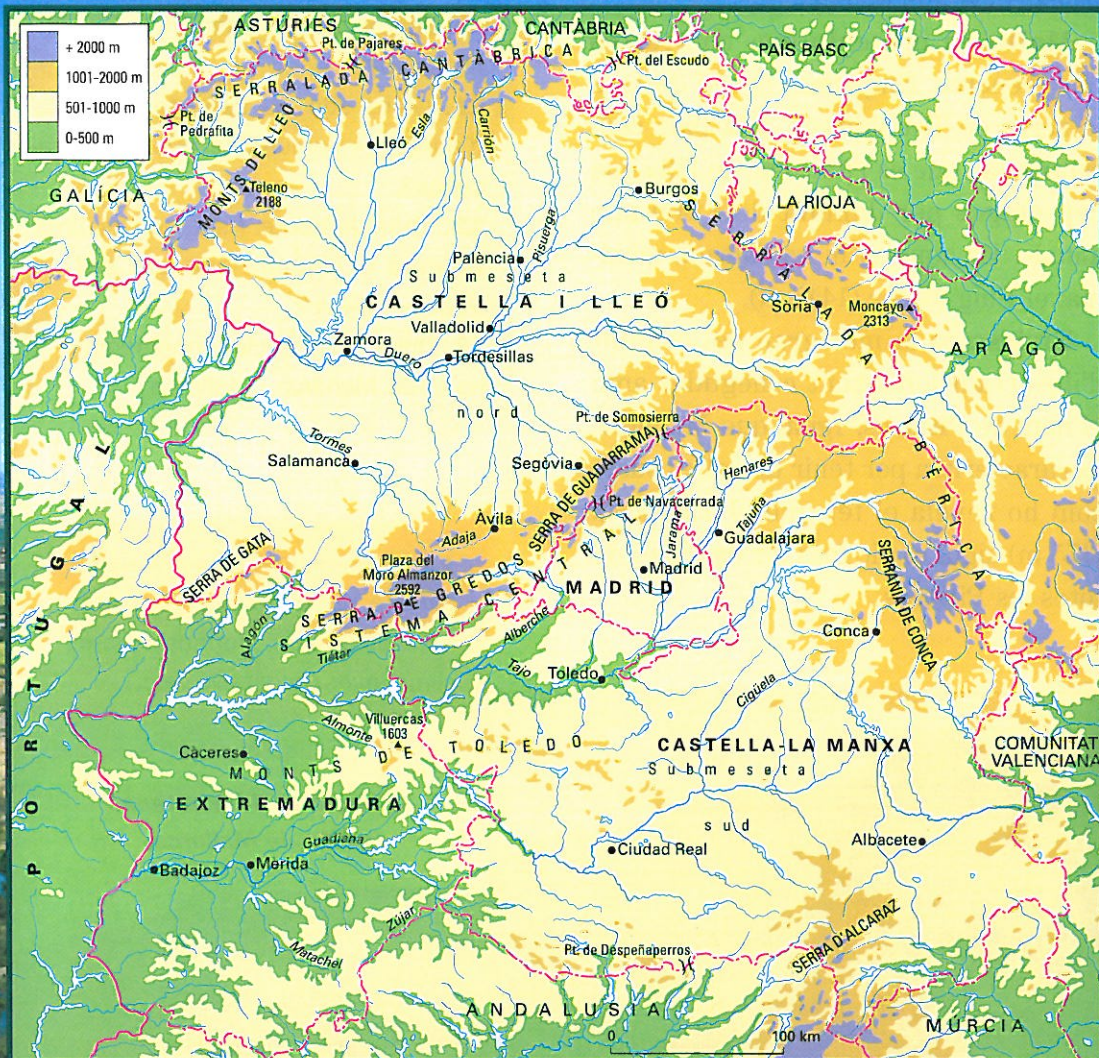 + 2000 m
1001-2000 m
501-1000 m
0-500 m
ASTÚRIES
CANTÀBRIA
PAÍS BASC
Pt. de Pajares
Pt. del Escudo
SERRALADA CANTÀBRICA
Pt. de
Pedrafita
Lleó
Esla
Carrión
GALÍCIA
MONTS DE LLEÓ
Teleno
2188
Burgos
LA RIOJA
SERRALADA IBÈRICA
Pisuerga
Palència
Submeseta
CASTELLA I LLEÓ
Sòria
Moncayo
2313
Valladolid
Zamora
Duero
Tordesillas
ARAGÓ
nord
Pt. de Somosierra
Tormes
Salamanca
Segòvia
SERRA DE GUADARRAMA
Henares
Pt. de Navacerrada
Tajuña
Àvila
Adaja
Jarama
Guadalajara
PORTUGAL
SERRA DE GATA
Plaza del
Moro Almanzor
2592
Madrid
MADRID
SERRA DE GREDOS
SISTEMA CENTRAL
SERRANIA DE CONCA
Alagón
Tiétar
Alberche
Conca
Tajo
Toledo
Cigüela
Almonte
Villuercas
1603
Càceres
MONTS DE TOLEDO
CASTELLA-LA MANXA
Submeseta
COMUNITAT
VALENCIANA
EXTREMADURA
sud
Guadiana
Ciudad Real
Albacete
Badajoz
Mèrida
Zújar
Matachel
Pt. de Despeñaperros
SERRA D'ALCARAZ
ANDALUSIA
MÚRCIA
0
100 km